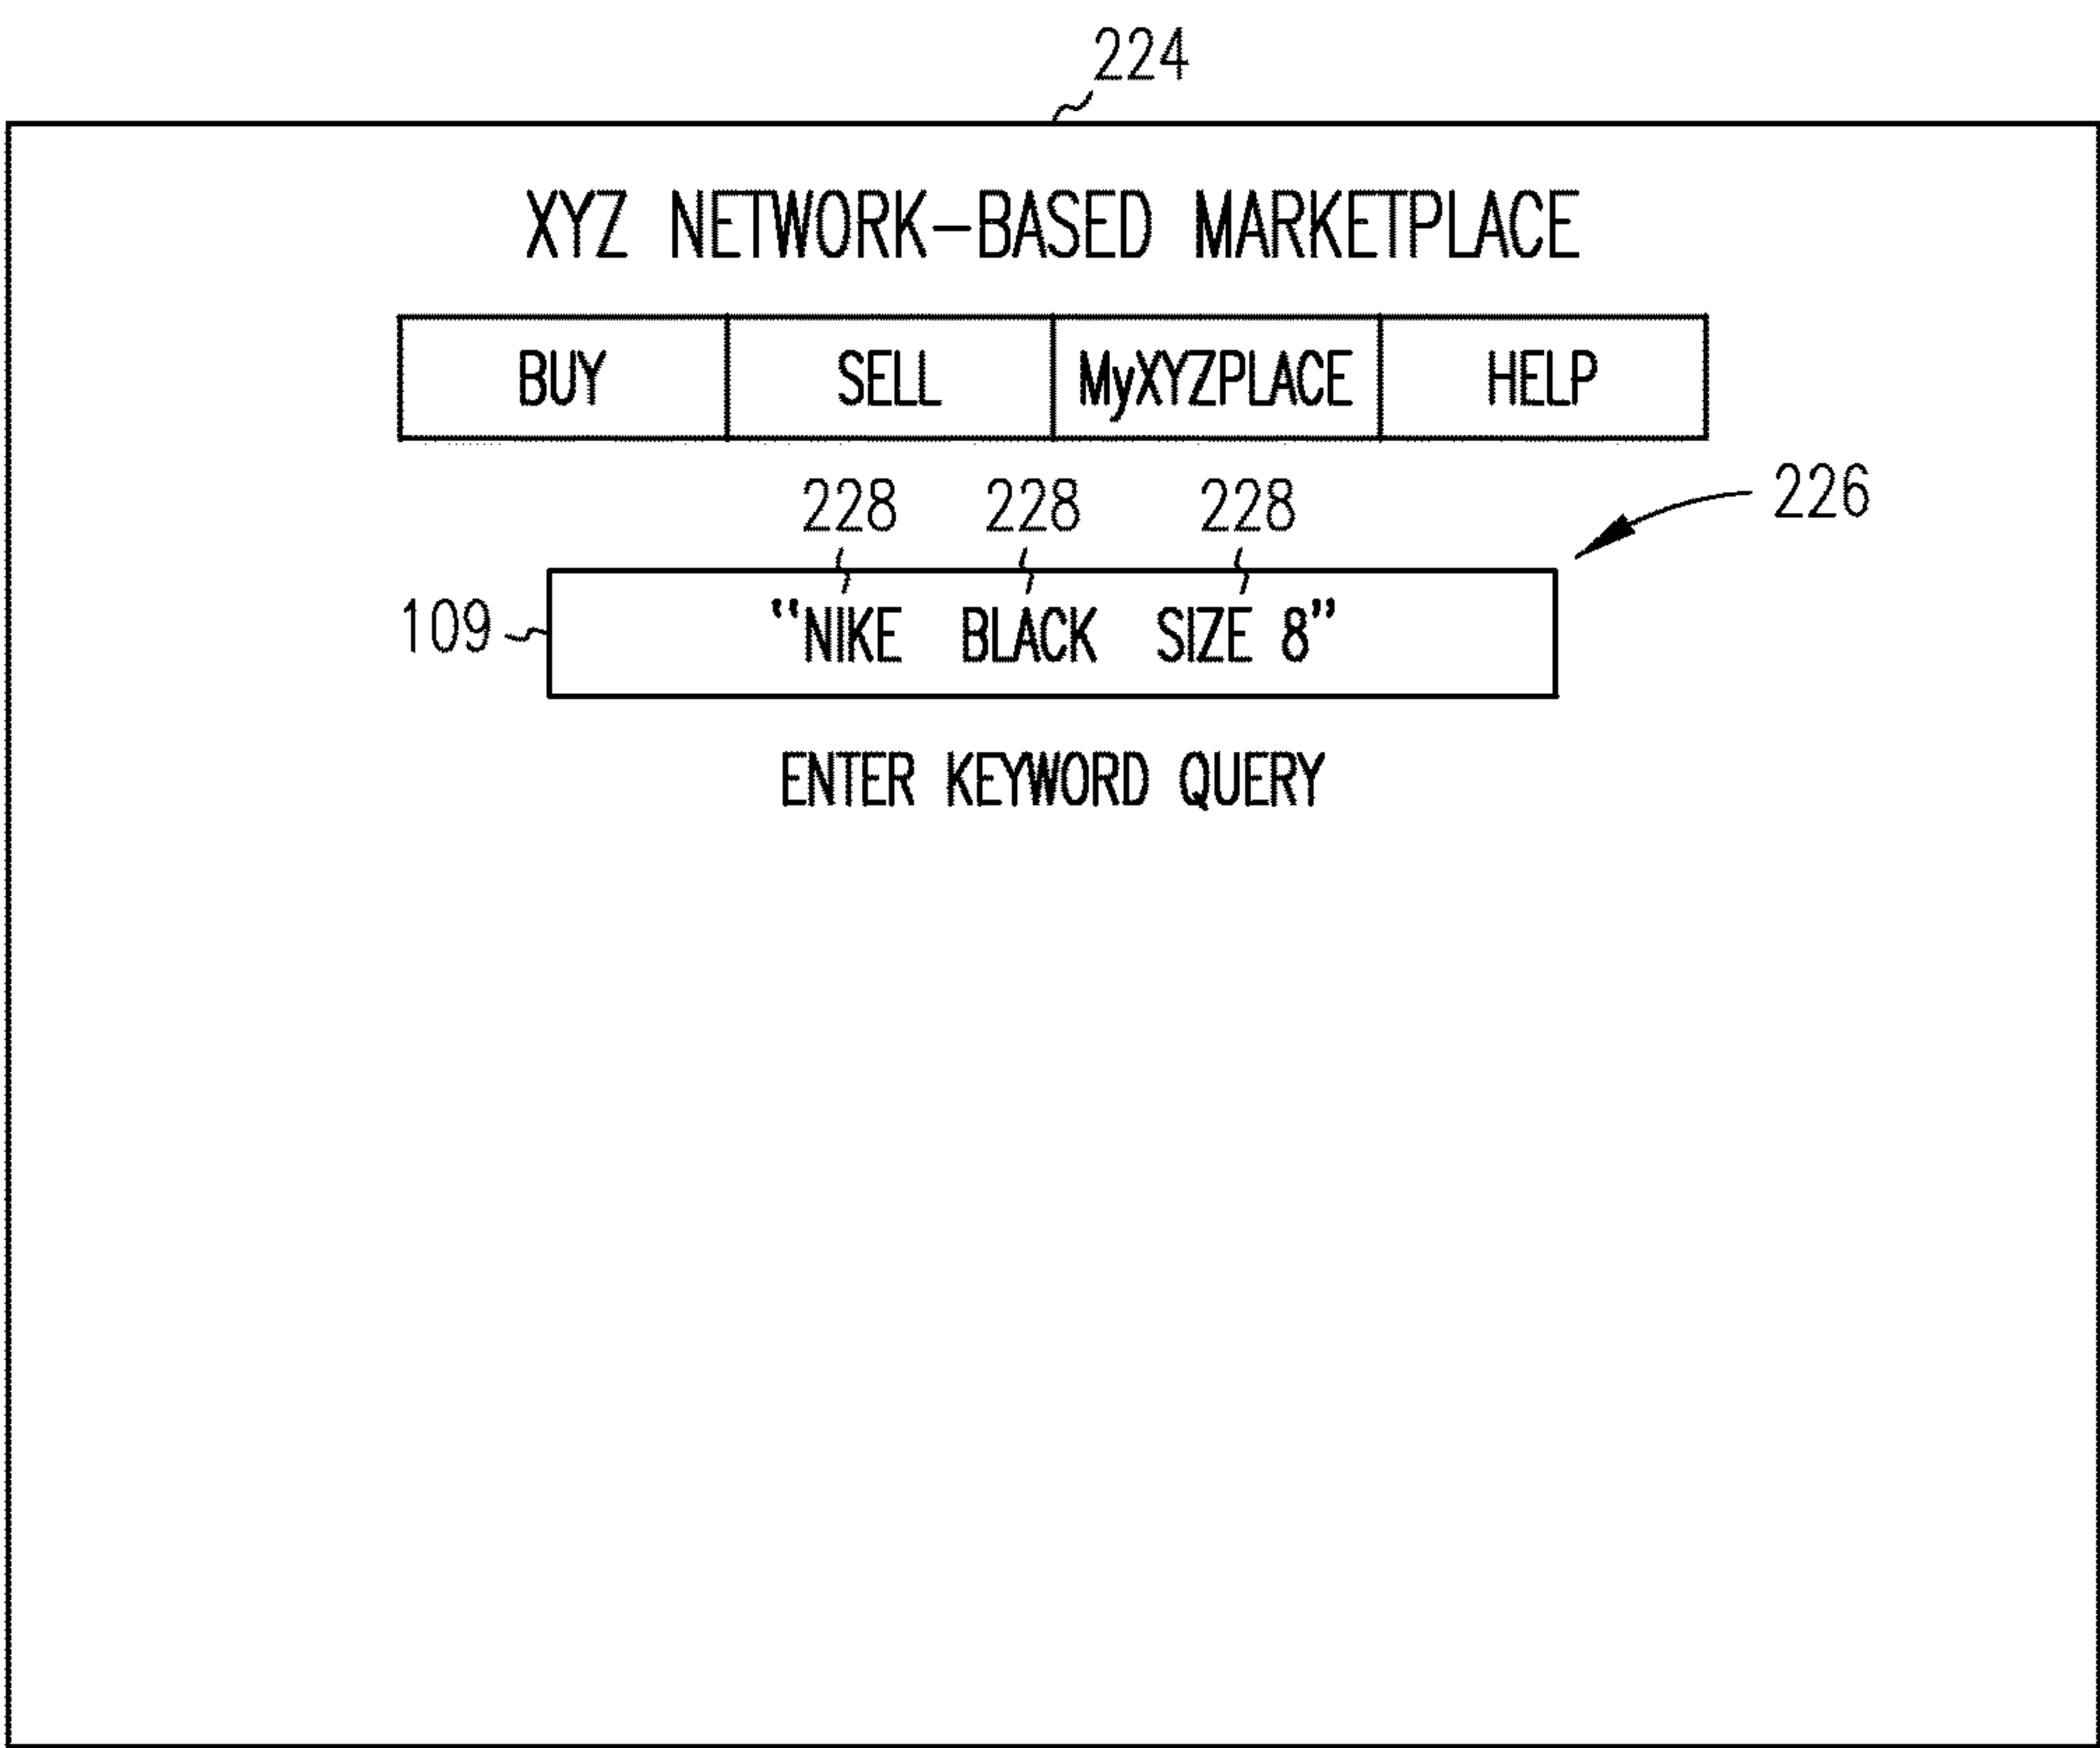 224
XYZ NETWORK-BASED MARKETPLACE
BUY SELL MyXYZPLACE HELP
228 228 228 226
109 “NIKE BLACK SIZE 8”
ENTER KEYWORD QUERY